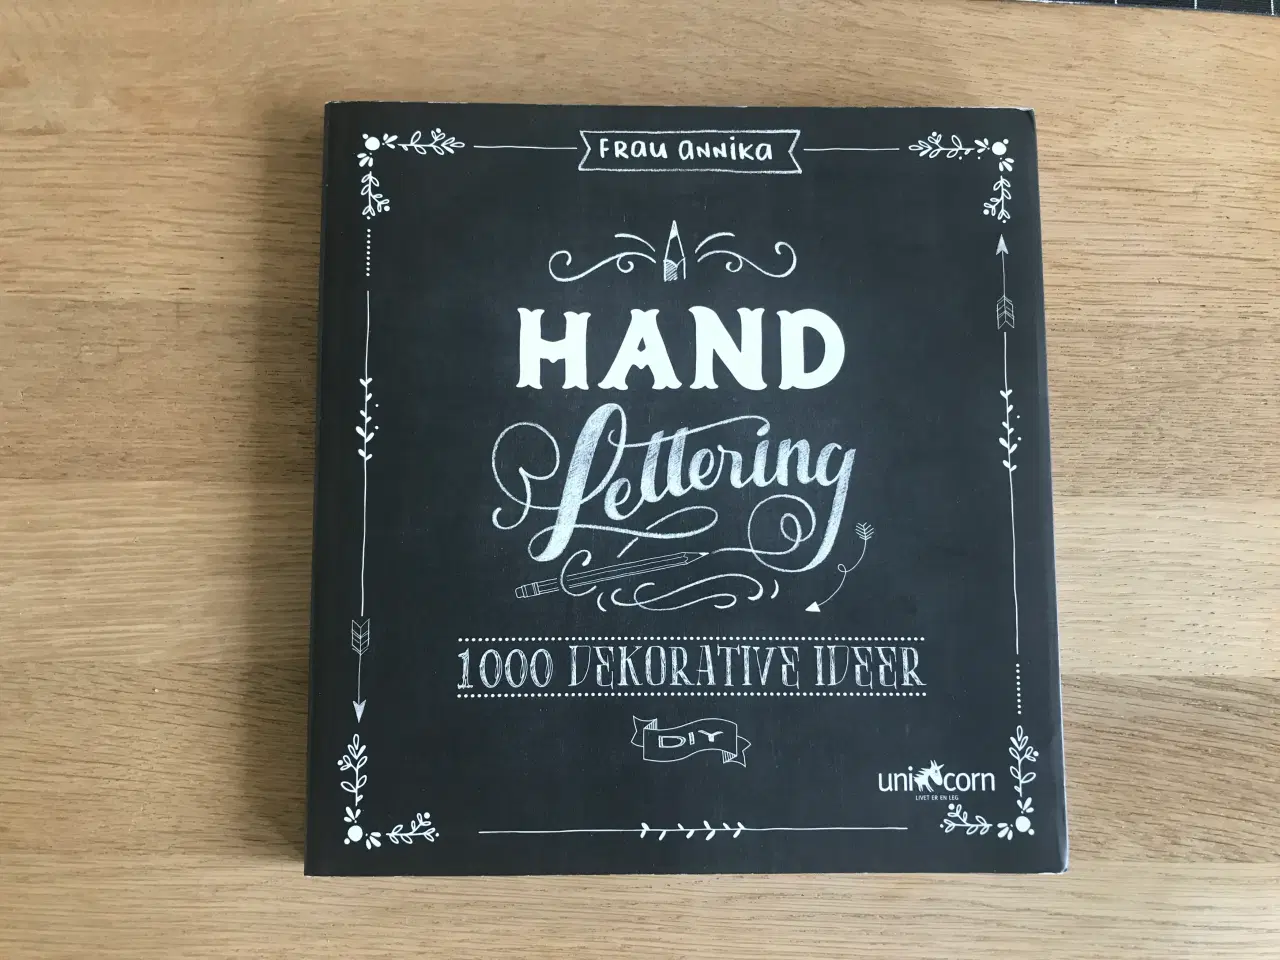 FRAU ANNIKA
HAND
Lettering
1000 DEKORATIVE IDEER
DIY
unicorn
LIVET ER EN LEG